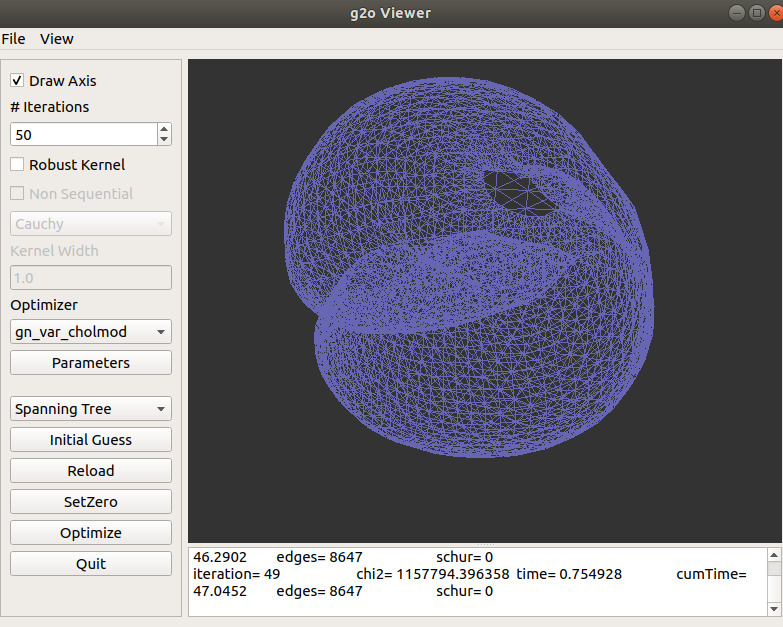 g2o Viewer
File View
Draw Axis
# Iterations
50
Robust Kernel
Non Sequential
Cauchy
Kernel Width
1.0
Optimizer
gn_var_cholmod
Parameters
Spanning Tree
Initial Guess
Reload
SetZero
Optimize
Quit
46.2902 edges= 8647 schur= 0
iteration= 49 chi2= 1157794.396358 time= 0.754928 cumTime=
47.0452 edges= 8647 schur= 0